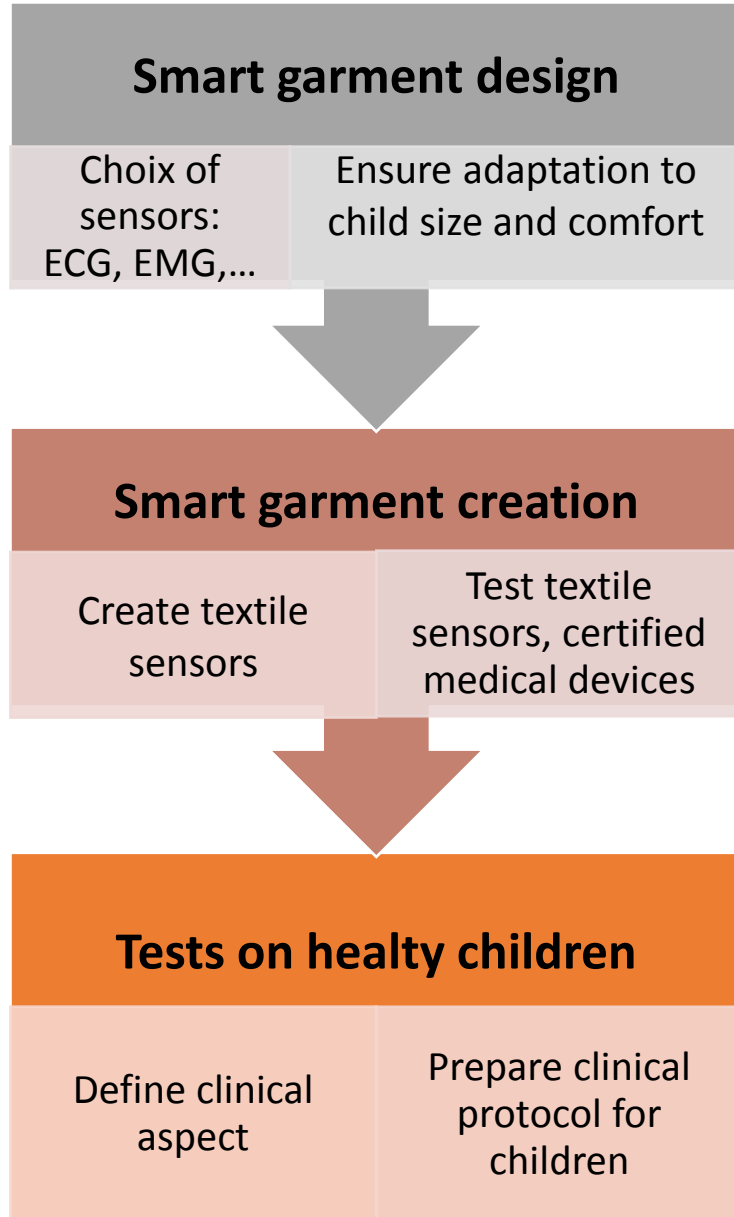 Smart garment design
Choix of
sensors:
ECG, EMG,...
Ensure adaptation to
child size and comfort
Smart garment creation
Create textile
sensors
Test textile
sensors, certified
medical devices
Tests on healty children
Define clinical
aspect
Prepare clinical
protocol for
children